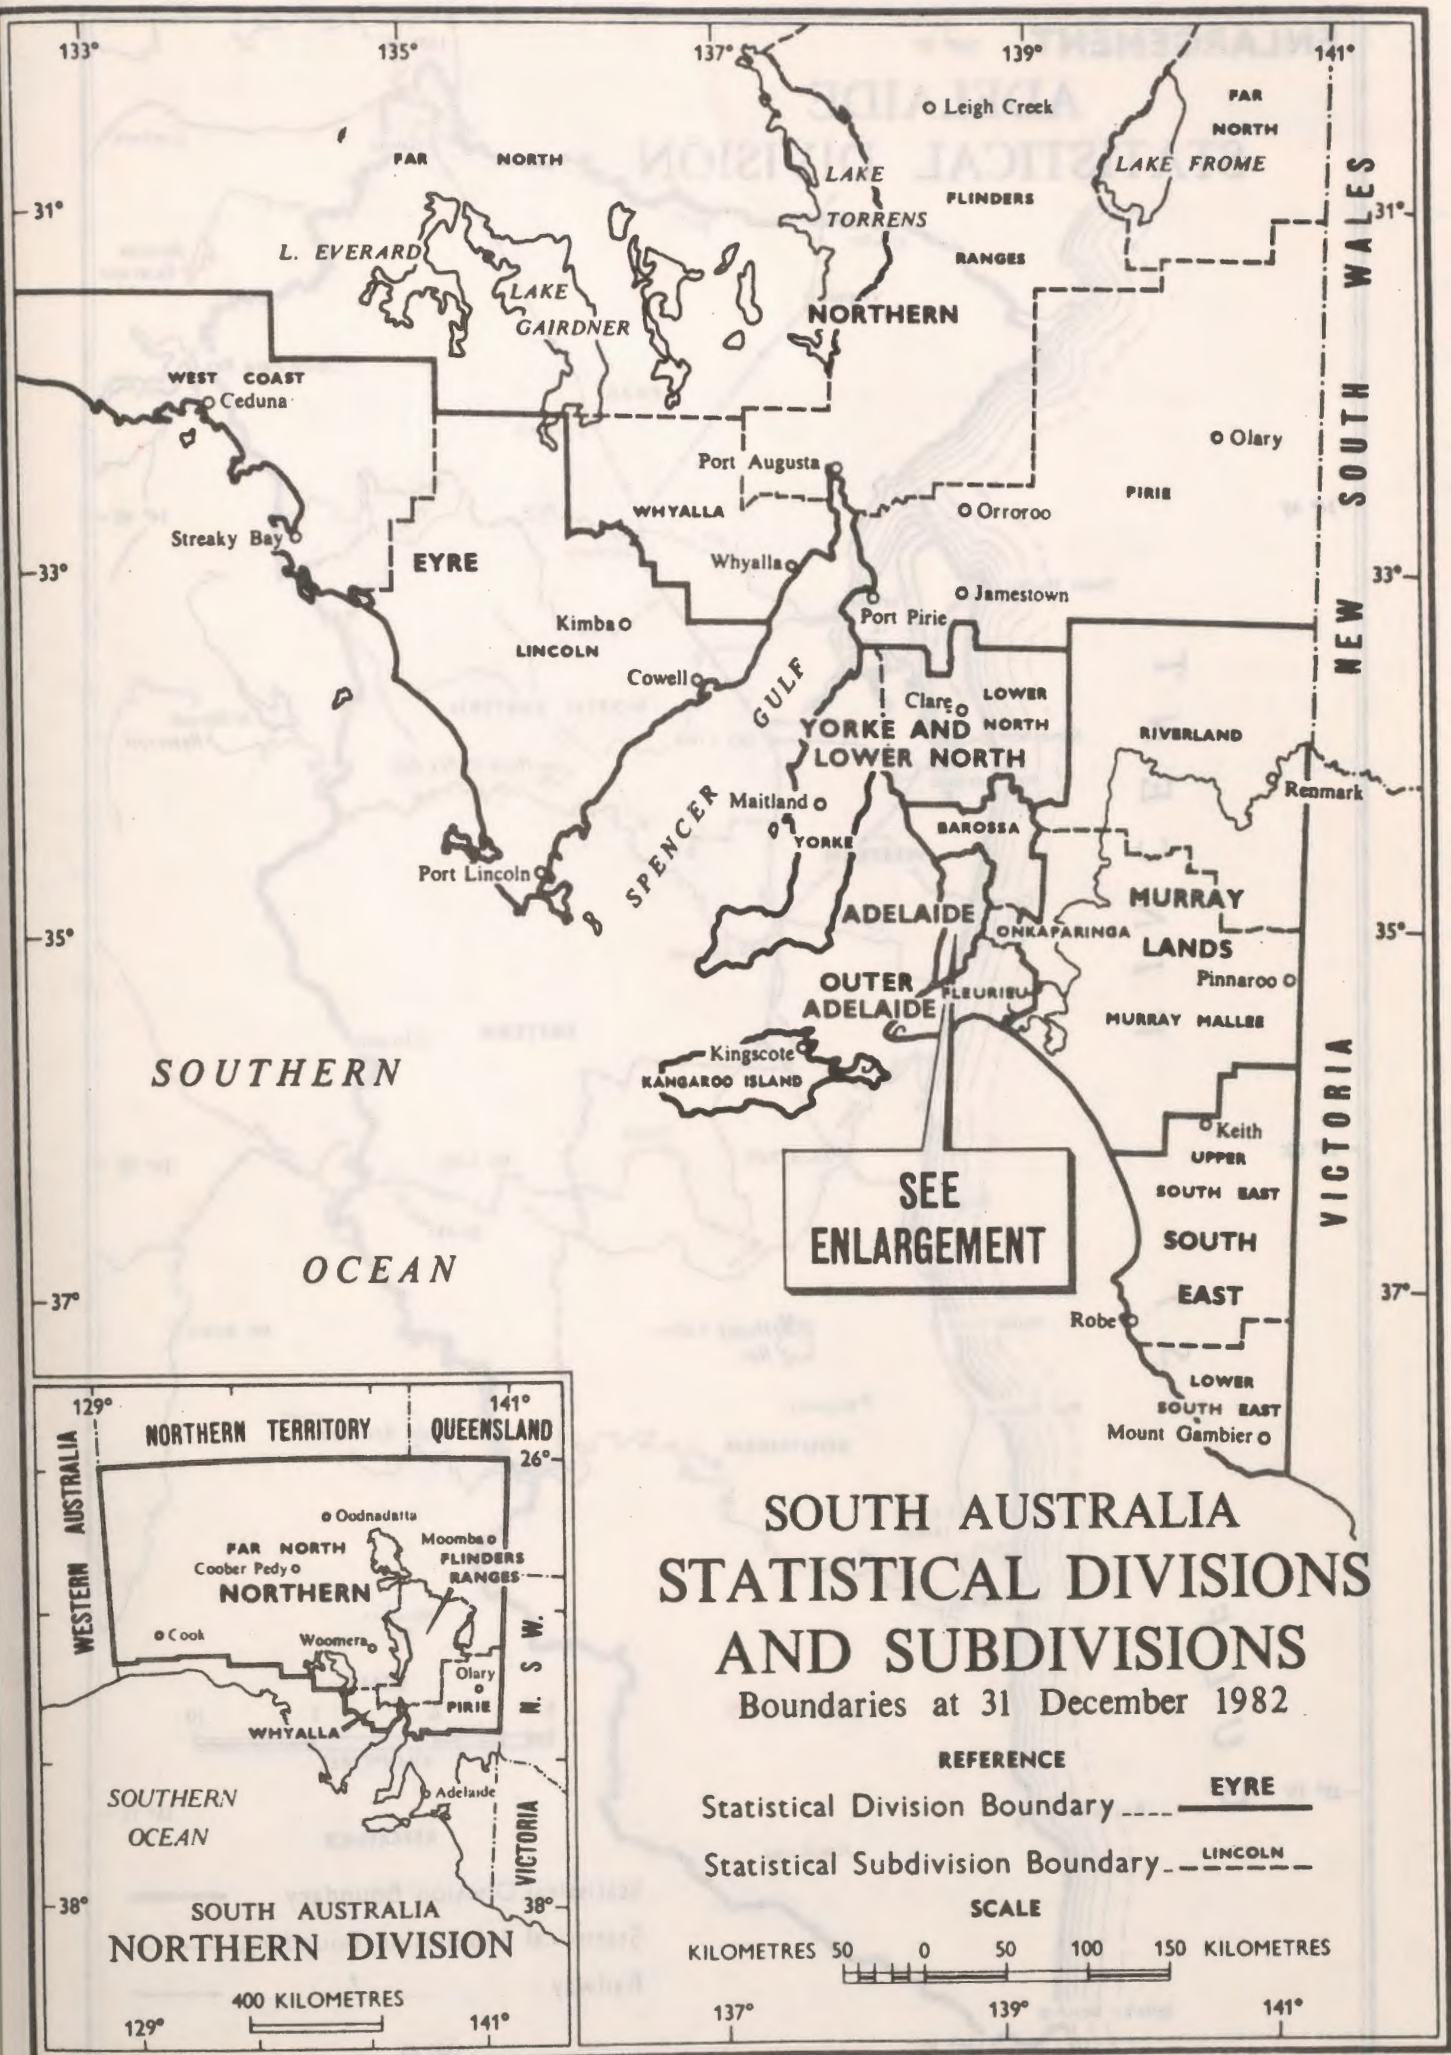 133° 135° 137° 139° 141°
Leigh Creek
FAR
NORTH
LAKE FROME
FAR NORTH
LAKE
TORRENS
FLINDERS
RANGES
31° 31°
L. EVERARD
LAKE
GAIRDNER
NORTHERN
NEW SOUTH WALES
WEST COAST
Ceduna
Olary
Port Augusta
PIRIE
WHYALLA
Orroroo
Streaky Bay
EYRE
Whyalla
33° 33°
Jamestown
Port Pirie
Kimba
LINCOLN
Cowell
SPENCER GULF
Clare
LOWER
NORTH
YORKE AND
LOWER NORTH
RIVERLAND
Renmark
Maitland
YORKE
BAROSSA
Port Lincoln
MURRAY
LANDS
ADELAIDE
ONKAPARINGA
35° 35°
Pinnaroo
OUTER
ADELAIDE
FLEURIEU
MURRAY MALLEE
Kingscote
KANGAROO ISLAND
SOUTHERN
OCEAN
VICTORIA
Keith
UPPER
SOUTH EAST
SOUTH
EAST
SEE
ENLARGEMENT
37° 37°
Robe
LOWER
SOUTH EAST
Mount Gambier
129° 141°
NORTHERN TERRITORY QUEENSLAND
26°
WESTERN AUSTRALIA
Oodnadatta
Moomba
FAR NORTH
FLINDERS
RANGES
Coober Pedy
NORTHERN
Cook
Woomera
N. S. W.
Olary
PIRIE
WHYALLA
SOUTHERN
OCEAN
Adelaide
VICTORIA
38° 38°
SOUTH AUSTRALIA
NORTHERN DIVISION
400 KILOMETRES
129° 141°
SOUTH AUSTRALIA
STATISTICAL DIVISIONS
AND SUBDIVISIONS
Boundaries at 31 December 1982
REFERENCE
Statistical Division Boundary EYRE
Statistical Subdivision Boundary LINCOLN
SCALE
KILOMETRES 50 0 50 100 150 KILOMETRES
137° 139° 141°